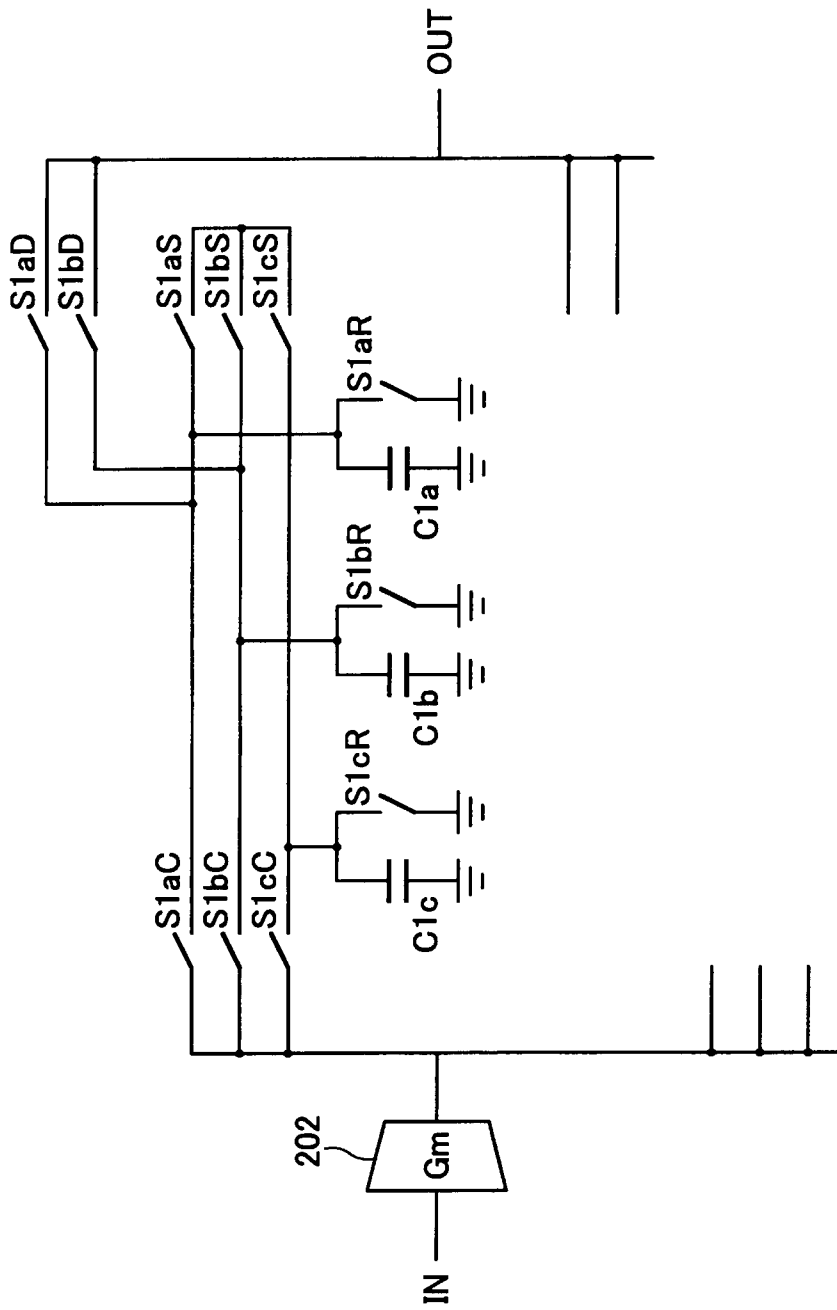 S1aD
S1bD
S1aC
S1aS
S1bC
S1bS
S1cC
S1cS
S1cR
S1bR
S1aR
C1c
C1b
C1a
202
IN
Gm
OUT